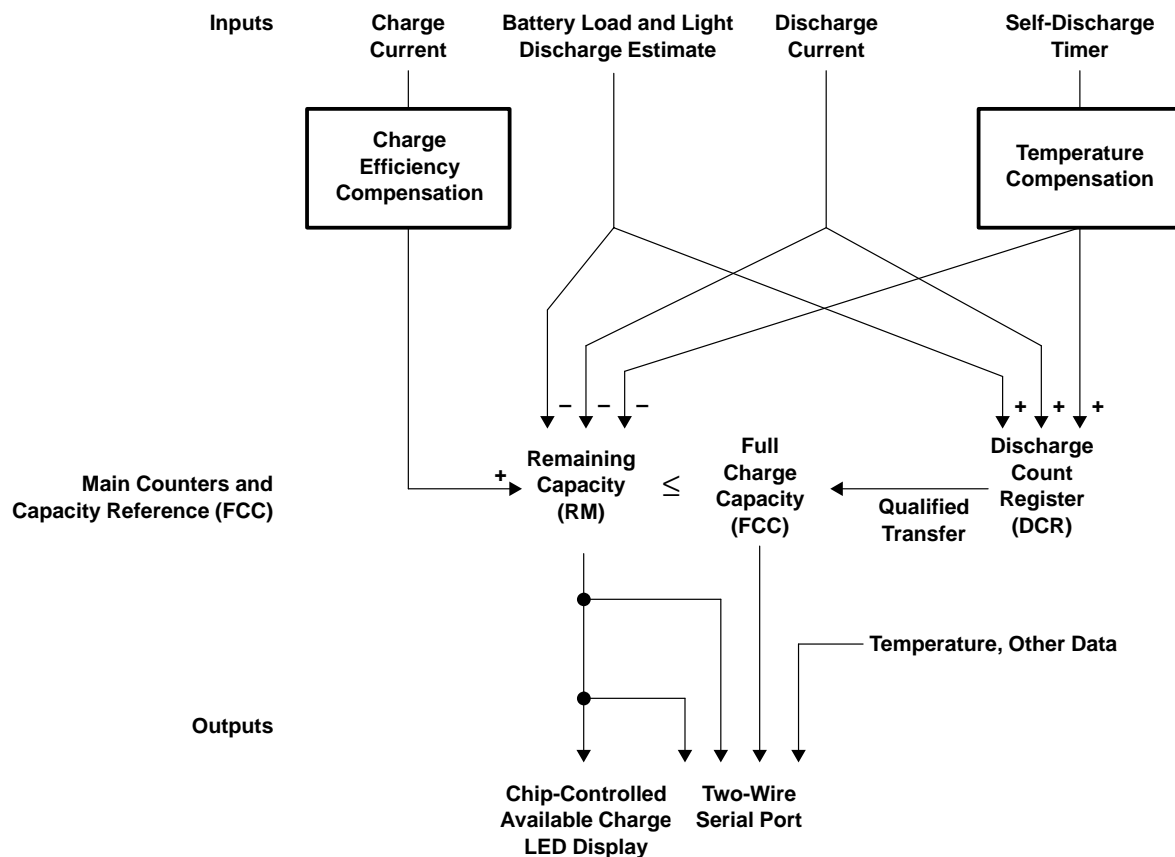 Inputs
Charge
Current
Battery Load and Light
Discharge Estimate
Discharge
Current
Self-Discharge
Timer
Charge
Efficiency
Compensation
Temperature
Compensation
– – –
+ + +
Main Counters and
Capacity Reference (FCC)
+
Remaining
Capacity
(RM)
≤
Full
Charge
Capacity
(FCC)
Qualified
Transfer
Discharge
Count
Register
(DCR)
Temperature, Other Data
Outputs
Chip-Controlled
Available Charge
LED Display
Two-Wire
Serial Port